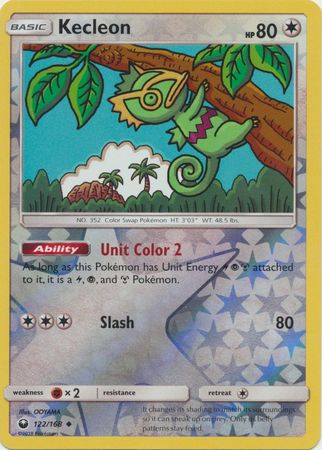 BASIC Kecleon HP 80
NO. 352 Color Swap Pokémon HT: 3'03" WT: 48.5 lbs.
Ability Unit Color 2
As long as this Pokémon has Unit Energy attached
to it, it is a , , and Pokémon.
Slash 80
weakness ×2 resistance retreat
Illus. OOYAMA
122/168
It changes its shading to match its surroundings
so it can sneak up on prey. Only its belly
patterns stay fixed.